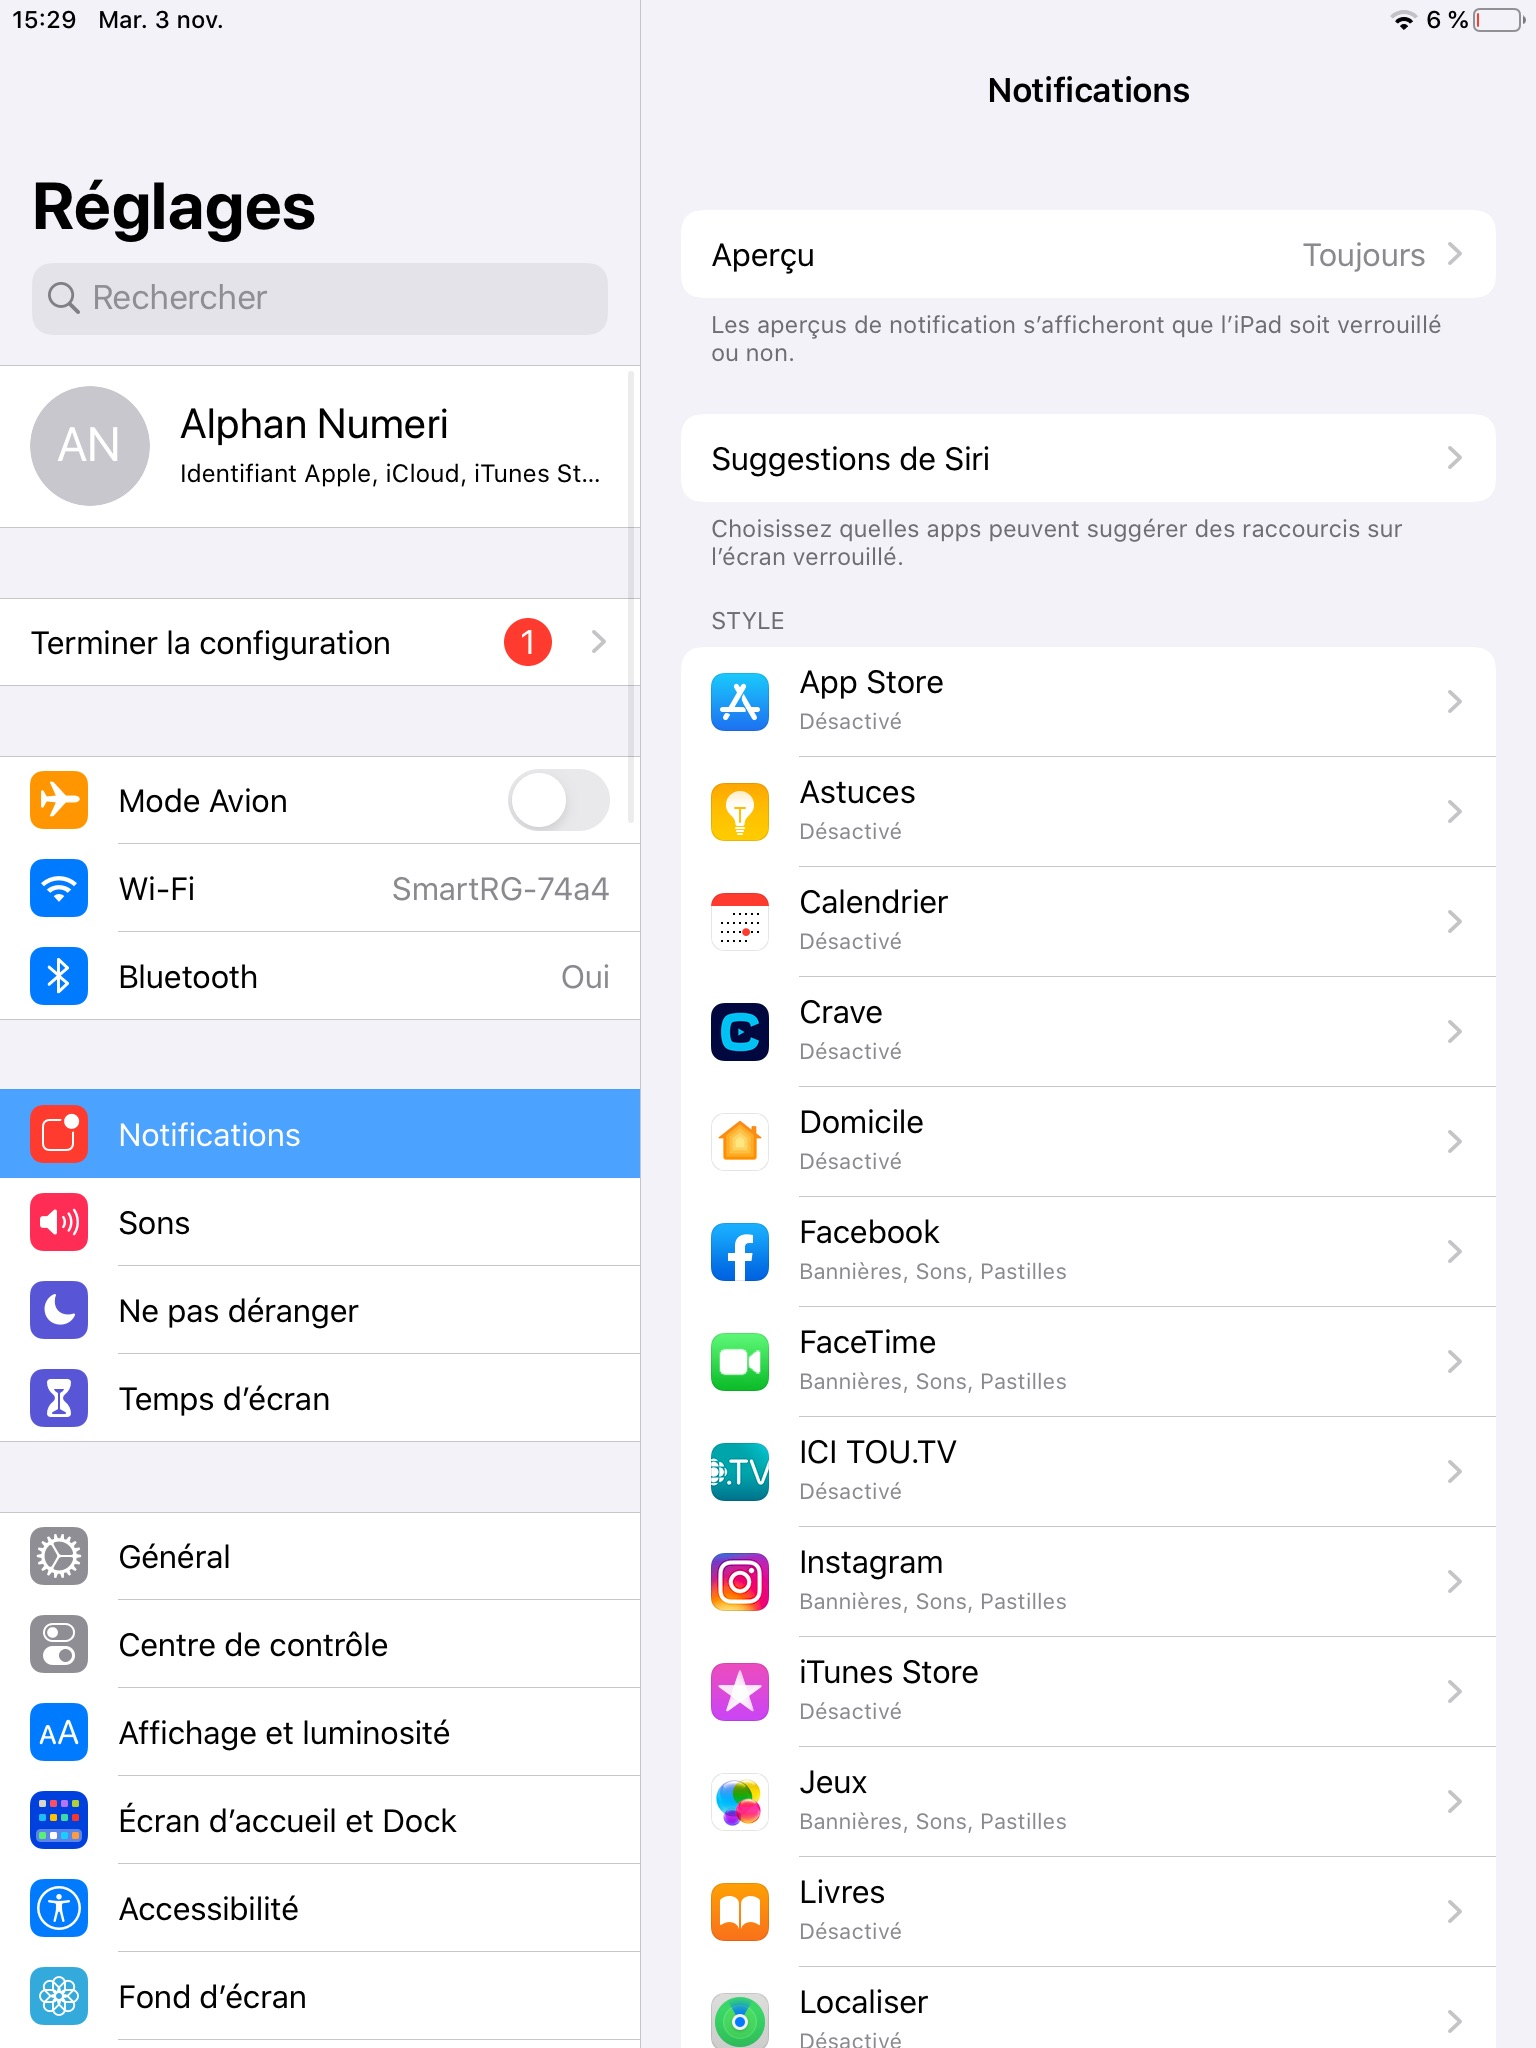 15:29 Mar. 3 nov.
6 %
Réglages
Rechercher
AN
Alphan Numeri
Identifiant Apple, iCloud, iTunes St...
Terminer la configuration 1
Mode Avion
Wi-Fi SmartRG-74a4
Bluetooth Oui
Notifications
Sons
Ne pas déranger
Temps d’écran
Général
Centre de contrôle
AA Affichage et luminosité
Écran d’accueil et Dock
Accessibilité
Fond d’écran
Notifications
Aperçu Toujours
Les aperçus de notification s’afficheront que l’iPad soit verrouillé
ou non.
Suggestions de Siri
Choisissez quelles apps peuvent suggérer des raccourcis sur
l’écran verrouillé.
STYLE
App Store
Désactivé
Astuces
Désactivé
Calendrier
Désactivé
Crave
Désactivé
Domicile
Désactivé
Facebook
Bannières, Sons, Pastilles
FaceTime
Bannières, Sons, Pastilles
.TV
ICI TOU.TV
Désactivé
Instagram
Bannières, Sons, Pastilles
iTunes Store
Désactivé
Jeux
Bannières, Sons, Pastilles
Livres
Désactivé
Localiser
Désactivé